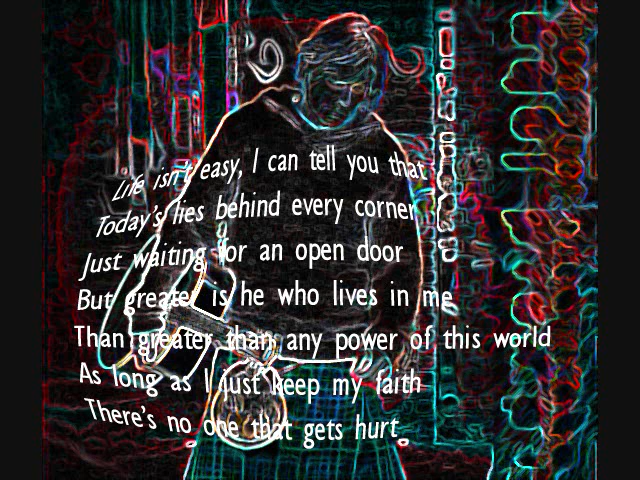 Life isn't easy, I can tell you that
Today's lies behind every corner
Just waiting for an open door
But greater is he who lives in me
Than greater than any power of this world
As long as I just keep my faith
There's no one that gets hurt